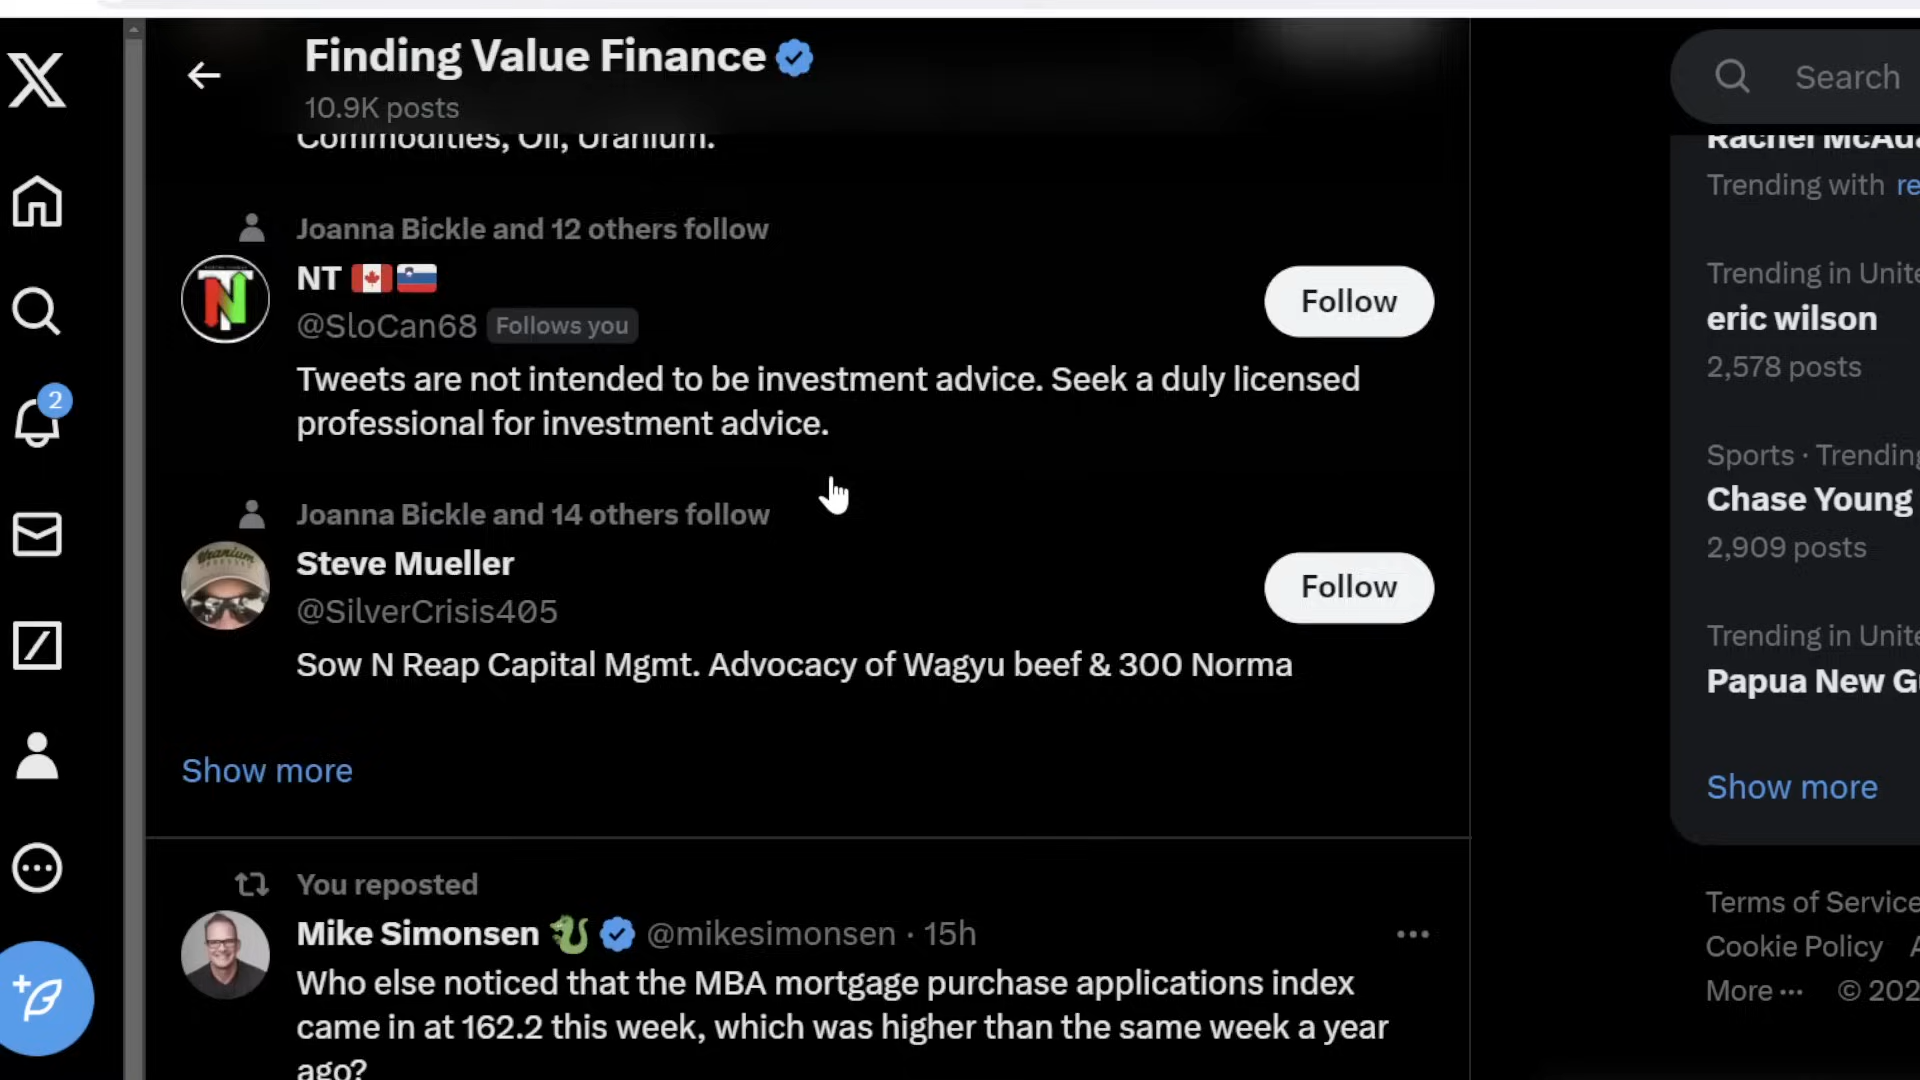 Finding Value Finance
10.9K posts
Search
Commodities, Oil, Uranium.
Trending with re
Joanna Bickle and 12 others follow
NT
@SloCan68 Follows you
Follow
Tweets are not intended to be investment advice. Seek a duly licensed
professional for investment advice.
Joanna Bickle and 14 others follow
Steve Mueller
@SilverCrisis405
Follow
Sow N Reap Capital Mgmt. Advocacy of Wagyu beef & 300 Norma
Show more
You reposted
Mike Simonsen @mikesimonsen · 15h
Who else noticed that the MBA mortgage purchase applications index
came in at 162.2 this week, which was higher than the same week a year
ago?
2
Rachel McAda
Trending in Unite
eric wilson
2,578 posts
Sports · Trending
Chase Young
2,909 posts
Trending in Unite
Papua New Gu
Show more
Terms of Service
Cookie Policy A
More ··· © 202